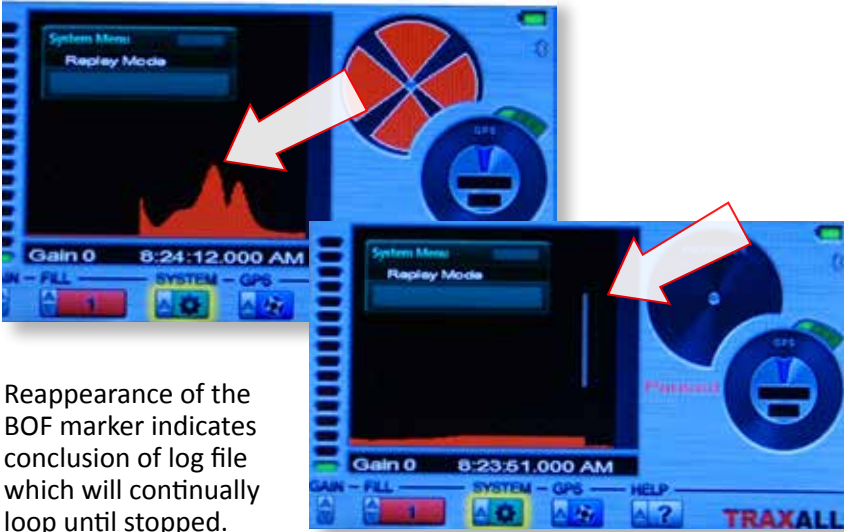 System Menu
Replay Mode
GPS
Gain 0 8:24:12.000 AM
FILL SYSTEM GPS
1
System Menu
Replay Mode
GPS
Paused
Gain 0 8:23:51.000 AM
GAIN FILL SYSTEM GPS HELP
1 ?
TRAXALL
Reappearance of the
BOF marker indicates
conclusion of log file
which will continually
loop until stopped.